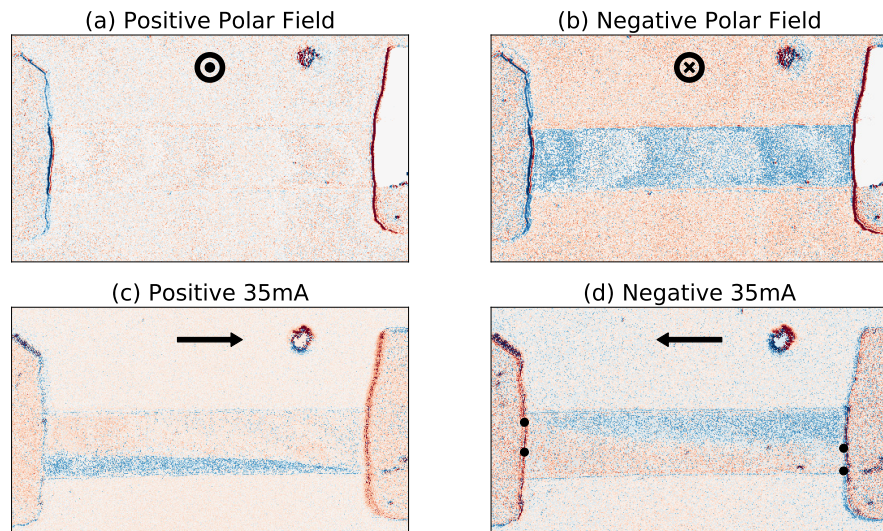 (a) Positive Polar Field
(b) Negative Polar Field
(c) Positive 35mA
(d) Negative 35mA